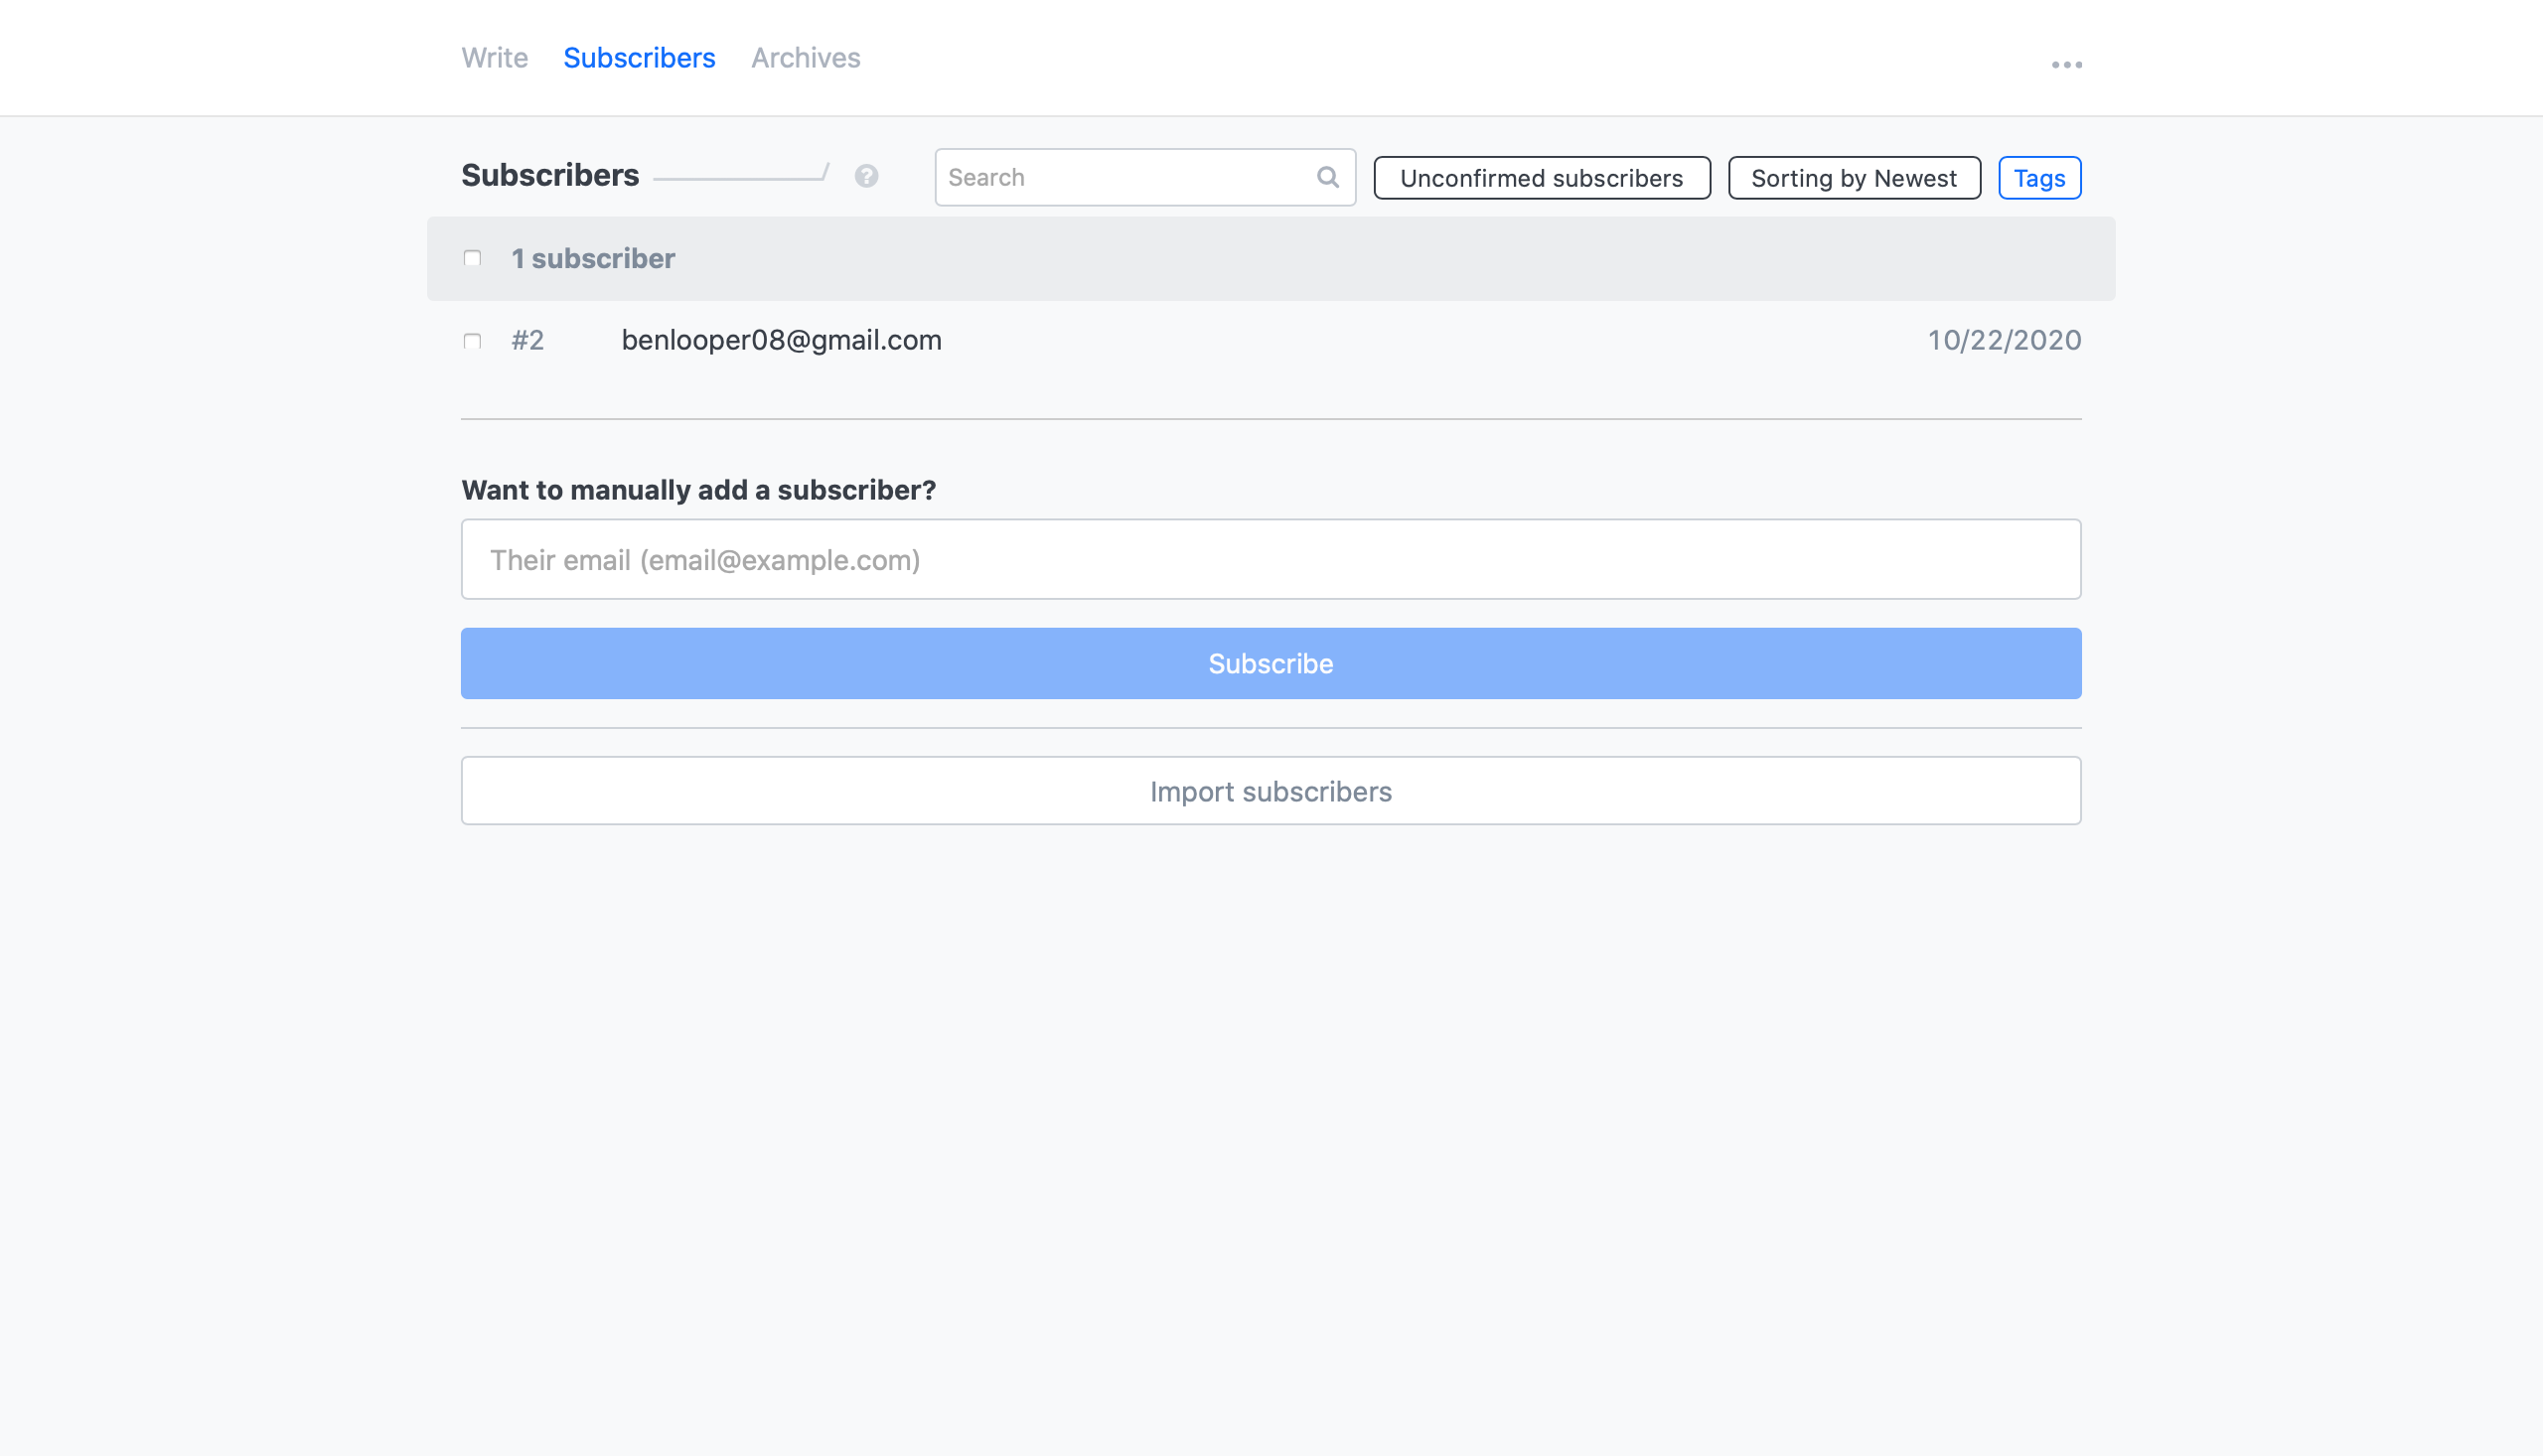 Write Subscribers Archives
Subscribers
Search
Unconfirmed subscribers
Sorting by Newest
Tags
1 subscriber
#2 benlooper08@gmail.com 10/22/2020
Want to manually add a subscriber?
Their email (email@example.com)
Subscribe
Import subscribers